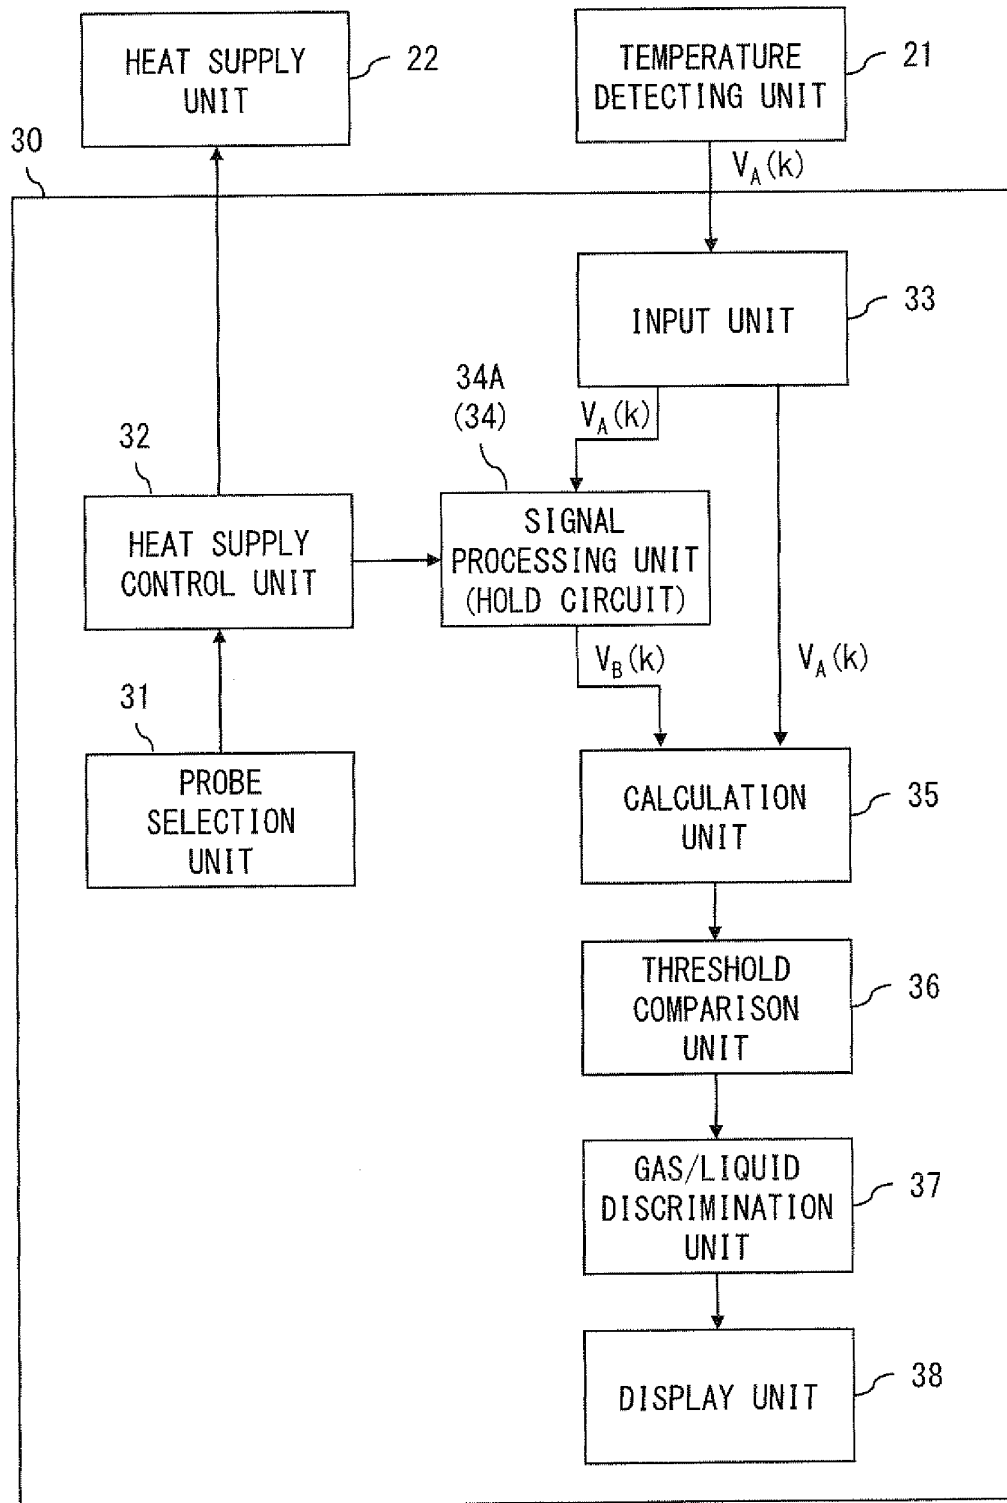 HEAT SUPPLY
UNIT
22
TEMPERATURE
DETECTING UNIT
21
30
V_A(k)
INPUT UNIT
33
34A
(34)
V_A(k)
32
HEAT SUPPLY
CONTROL UNIT
SIGNAL
PROCESSING UNIT
(HOLD CIRCUIT)
V_B(k)
V_A(k)
31
PROBE
SELECTION
UNIT
CALCULATION
UNIT
35
THRESHOLD
COMPARISON
UNIT
36
GAS/LIQUID
DISCRIMINATION
UNIT
37
DISPLAY UNIT
38